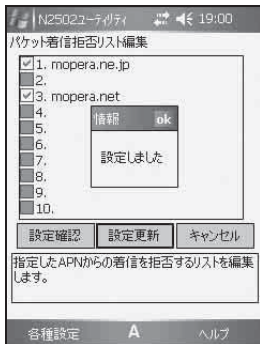 N2502ユーティリティ 19:00
パケット着信拒否リスト編集
1. mopera.ne.jp
2.
3. mopera.net
4.
5.
6.
7.
8.
9.
10.
情報 ok
設定しました
設定確認 設定更新 キャンセル
指定したAPNからの着信を拒否するリストを編集
します。
各種設定 A ヘルプ